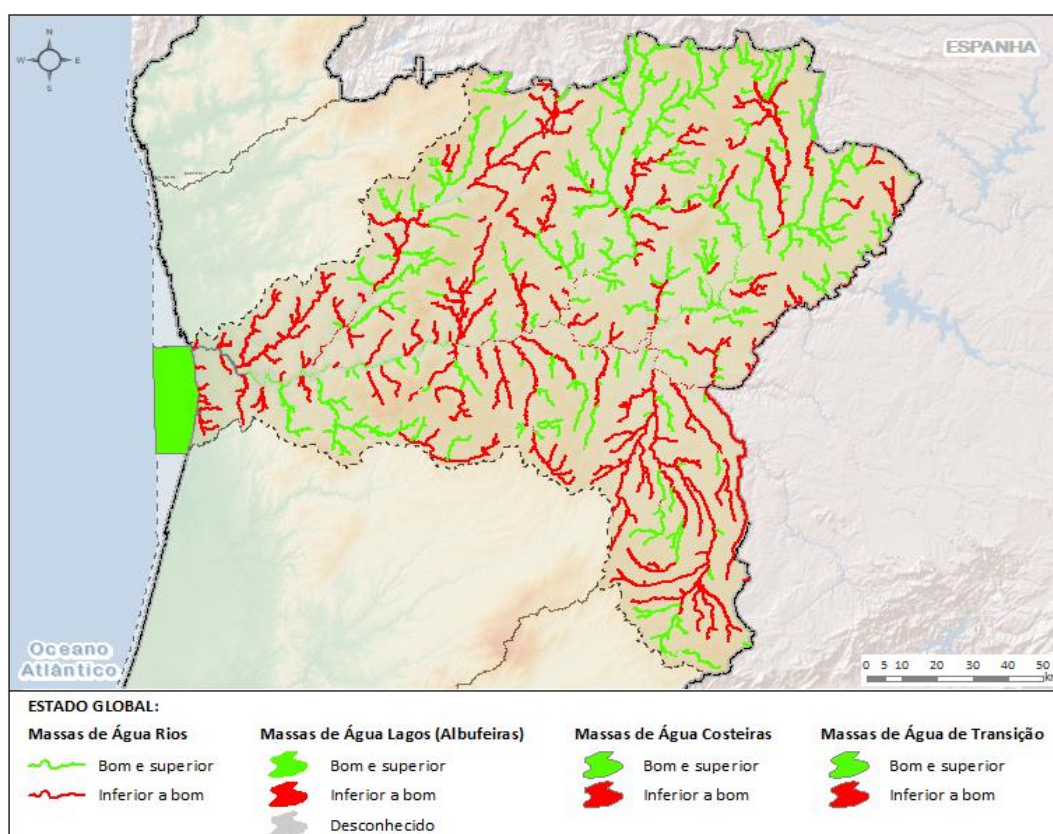 N
W
E
S
ESPANHA
Oceano
Atlântico
0 5 10 20 30 40 50
km
ESTADO GLOBAL:
Massas de Água Rios
Bom e superior
Inferior a bom
Massas de Água Lagos (Albufeiras)
Bom e superior
Inferior a bom
Desconhecido
Massas de Água Costeiras
Bom e superior
Inferior a bom
Massas de Água de Transição
Bom e superior
Inferior a bom